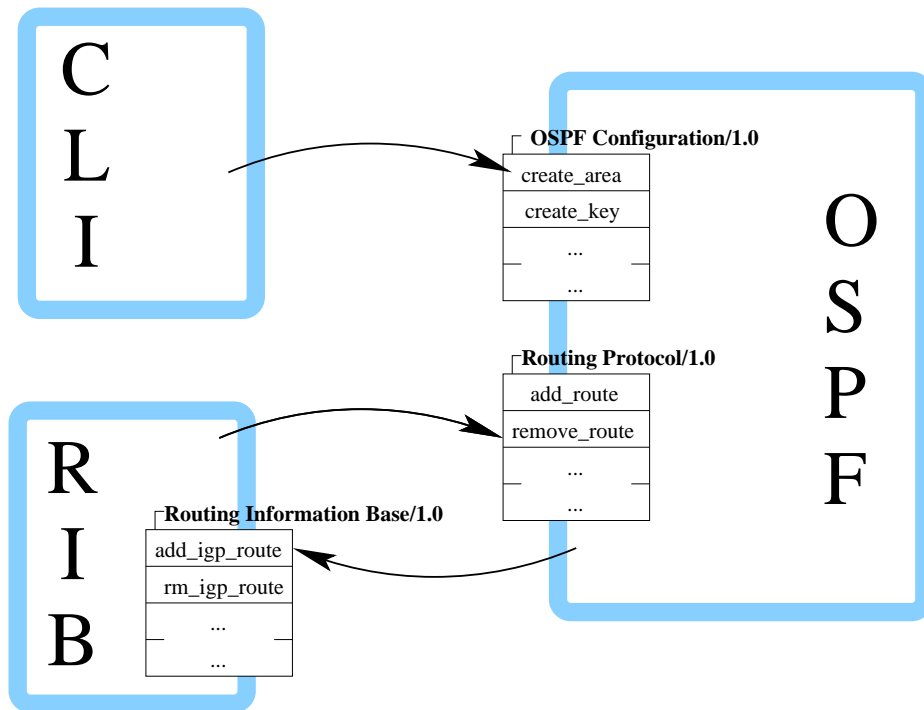 C
L
I
OSPF Configuration/1.0
create_area
create_key
...
...
O
S
P
F
Routing Protocol/1.0
add_route
remove_route
...
...
R
I
B
Routing Information Base/1.0
add_igp_route
rm_igp_route
...
...